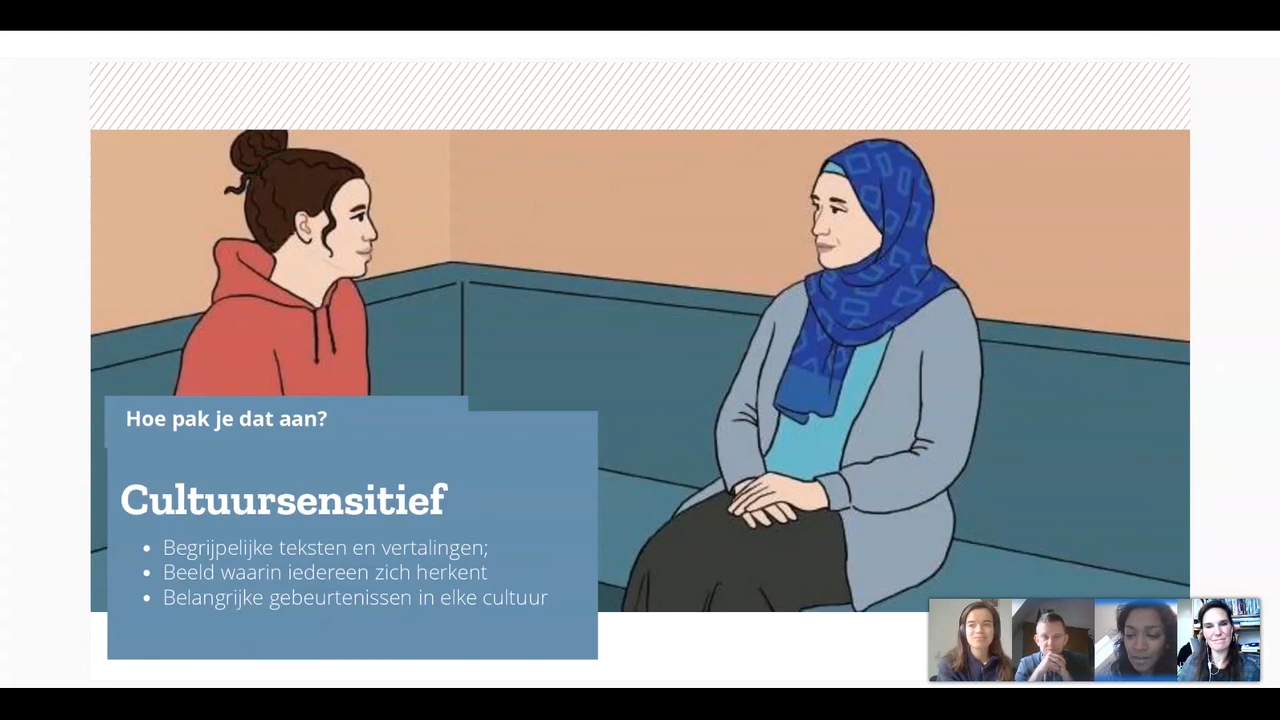 Hoe pak je dat aan?
Cultuursensitief
• Begrijpelijke teksten en vertalingen;
• Beeld waarin iedereen zich herkent
• Belangrijke gebeurtenissen in elke cultuur